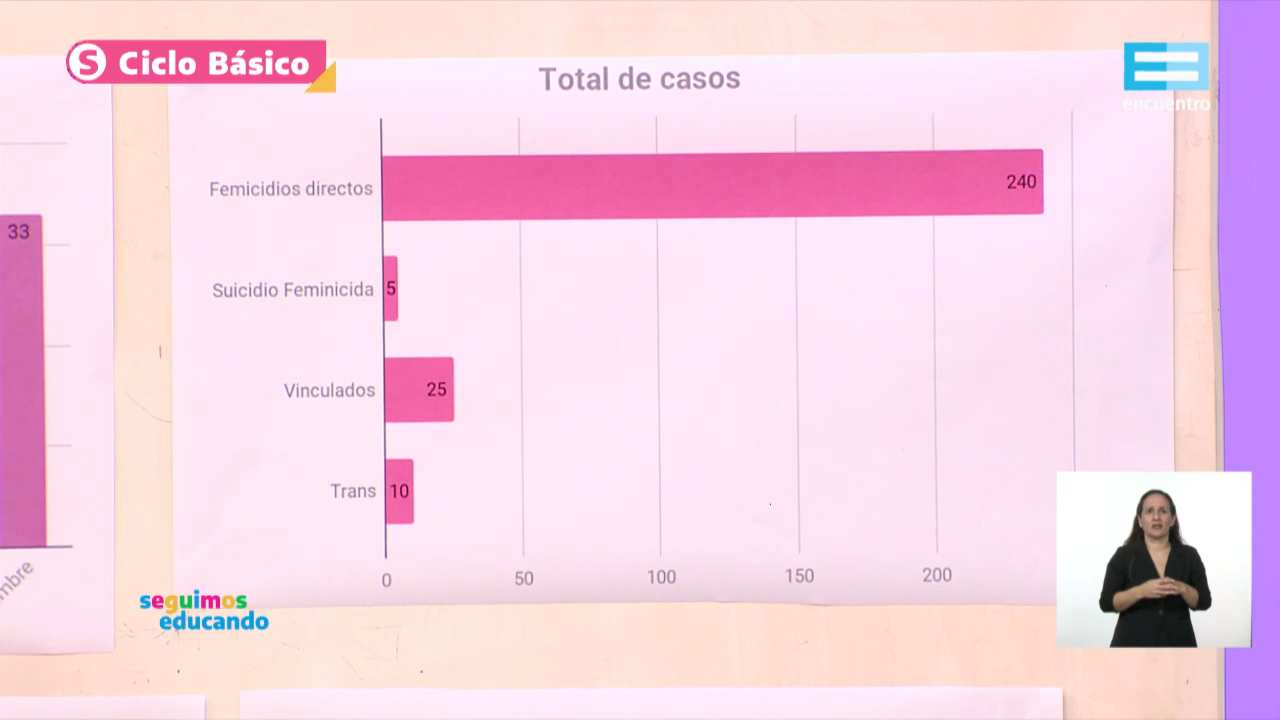 S Ciclo Básico
encuentro
Total de casos
Femicidios directos
240
Suicidio Feminicida
5
Vinculados
25
Trans
10
0 50 100 150 200
33
mbre
seguimos
educando